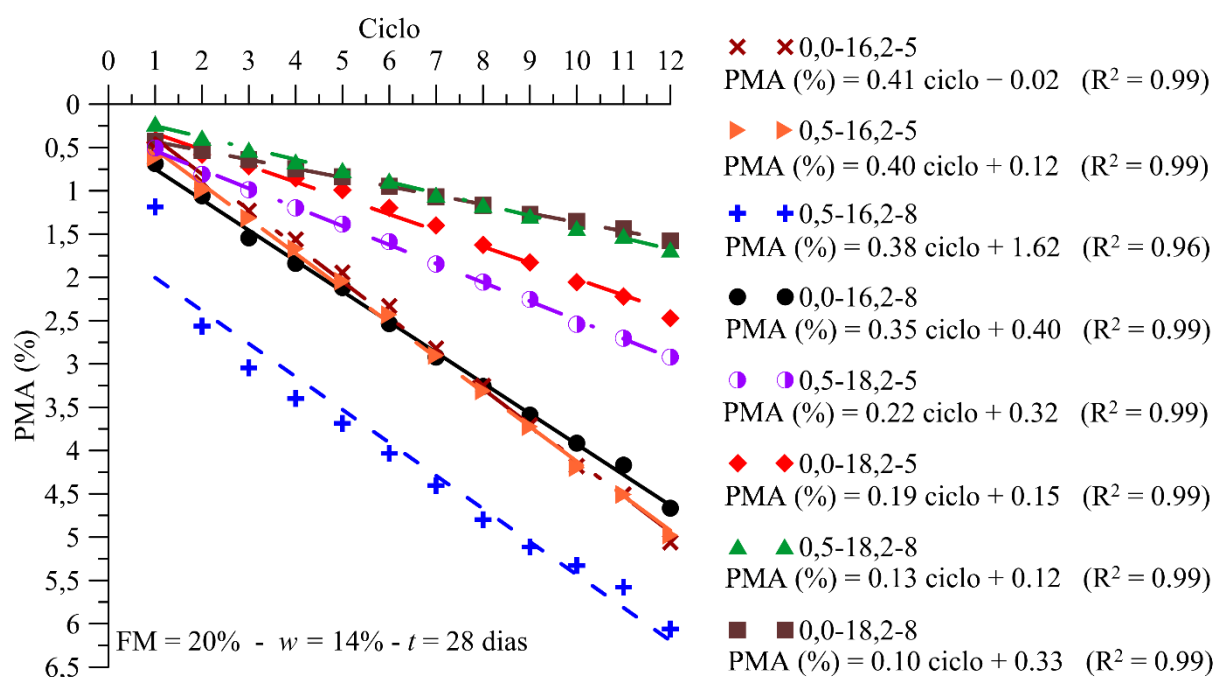 Ciclo
0 1 2 3 4 5 6 7 8 9 10 11 12
PMA (%)
0
0,5
1
1,5
2
2,5
3
3,5
4
4,5
5
5,5
6
6,5
FM = 20% - w = 14% - t = 28 dias
0,0-16,2-5
PMA (%) = 0.41 ciclo − 0.02 (R² = 0.99)
0,5-16,2-5
PMA (%) = 0.40 ciclo + 0.12 (R² = 0.99)
0,5-16,2-8
PMA (%) = 0.38 ciclo + 1.62 (R² = 0.96)
0,0-16,2-8
PMA (%) = 0.35 ciclo + 0.40 (R² = 0.99)
0,5-18,2-5
PMA (%) = 0.22 ciclo + 0.32 (R² = 0.99)
0,0-18,2-5
PMA (%) = 0.19 ciclo + 0.15 (R² = 0.99)
0,5-18,2-8
PMA (%) = 0.13 ciclo + 0.12 (R² = 0.99)
0,0-18,2-8
PMA (%) = 0.10 ciclo + 0.33 (R² = 0.99)